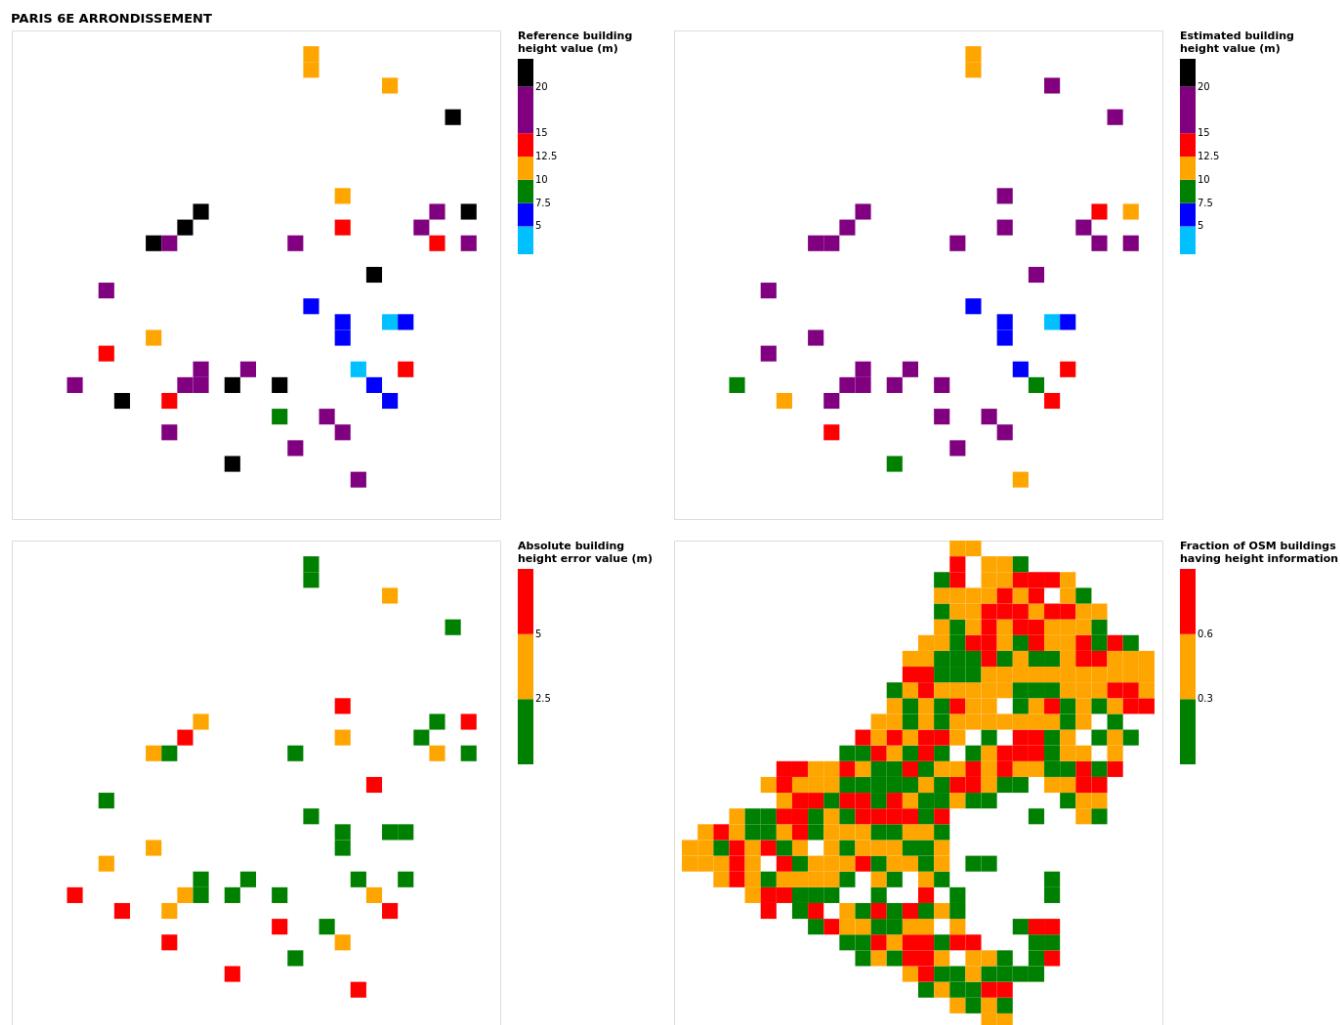 PARIS 6E ARRONDISSEMENT
Reference building
height value (m)
20
15
12.5
10
7.5
5
Estimated building
height value (m)
20
15
12.5
10
7.5
5
Absolute building
height error value (m)
5
2.5
Fraction of OSM buildings
having height information
0.6
0.3